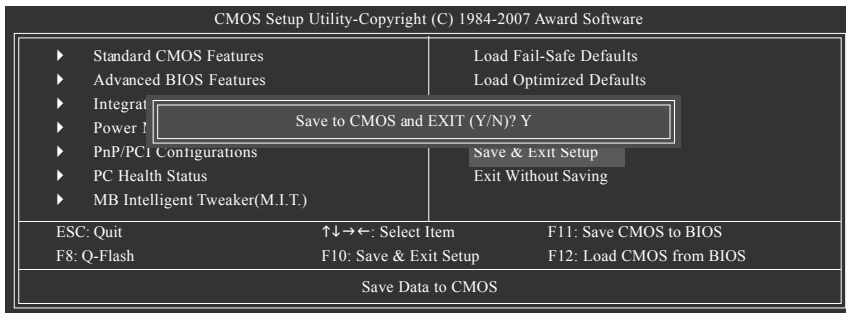 CMOS Setup Utility-Copyright (C) 1984-2007 Award Software
Standard CMOS Features
Advanced BIOS Features
Power
PnP/PCI Configurations
PC Health Status
MB Intelligent Tweaker(M.I.T.)
Load Fail-Safe Defaults
Load Optimized Defaults
Save & Exit Setup
Exit Without Saving
Save to CMOS and EXIT (Y/N)? Y
ESC: Quit ↑↓→←: Select Item F11: Save CMOS to BIOS
F8: Q-Flash F10: Save & Exit Setup F12: Load CMOS from BIOS
Save Data to CMOS